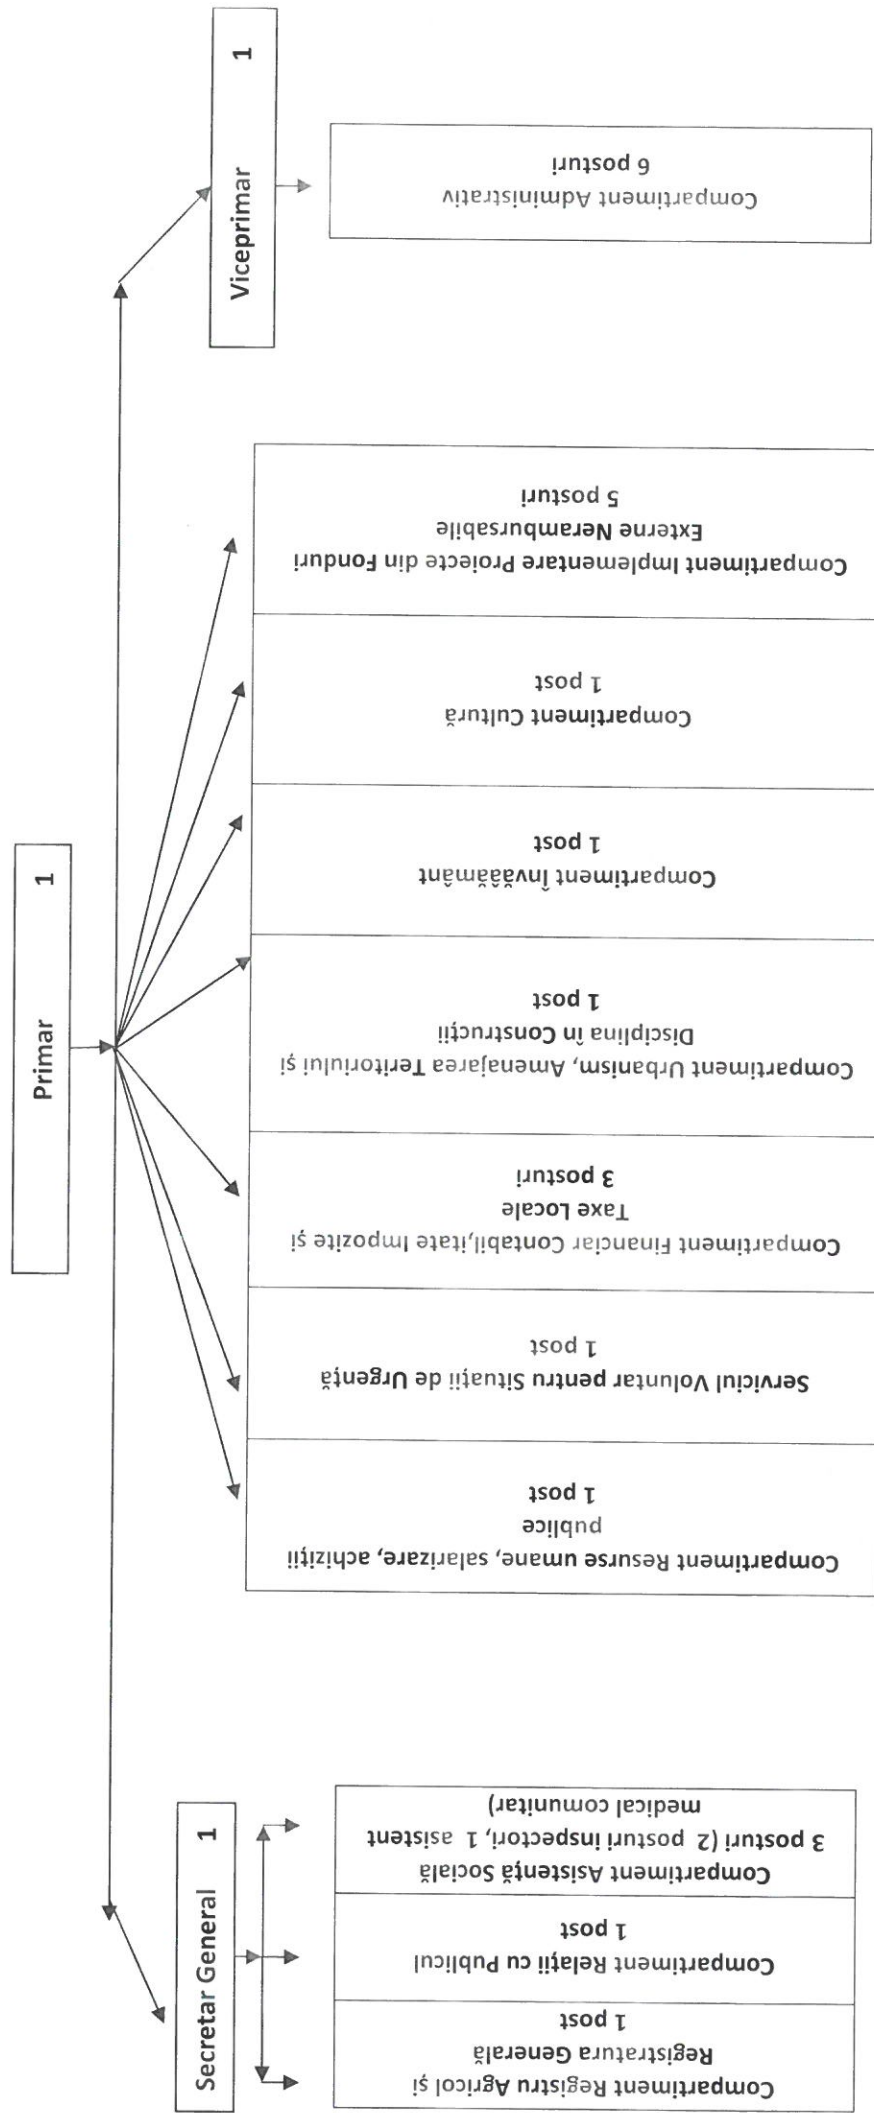 Primar 1
Secretar General 1
Viceprimar 1
Compartiment Registru Agricol și
Registratura Generală
1 post
Compartiment Relații cu Publicul
1 post
Compartiment Asistență Socială
3 posturi (2 posturi inspectori, 1 asistent
medical comunitar)
Compartiment Resurse umane, salarizare, achiziții
publice
1 post
Serviciul Voluntar pentru Situații de Urgență
1 post
Compartiment Financiar Contabil,itate Impozite și
Taxe Locale
3 posturi
Compartiment Urbanism, Amenajarea Teritoriului și
Disciplina în Construcții
1 post
Compartiment Învăăământ
1 post
Compartiment Cultură
1 post
Compartiment Implementare Proiecte din Fonduri
Externe Nerambursabile
5 posturi
Compartiment Administrativ
6 posturi